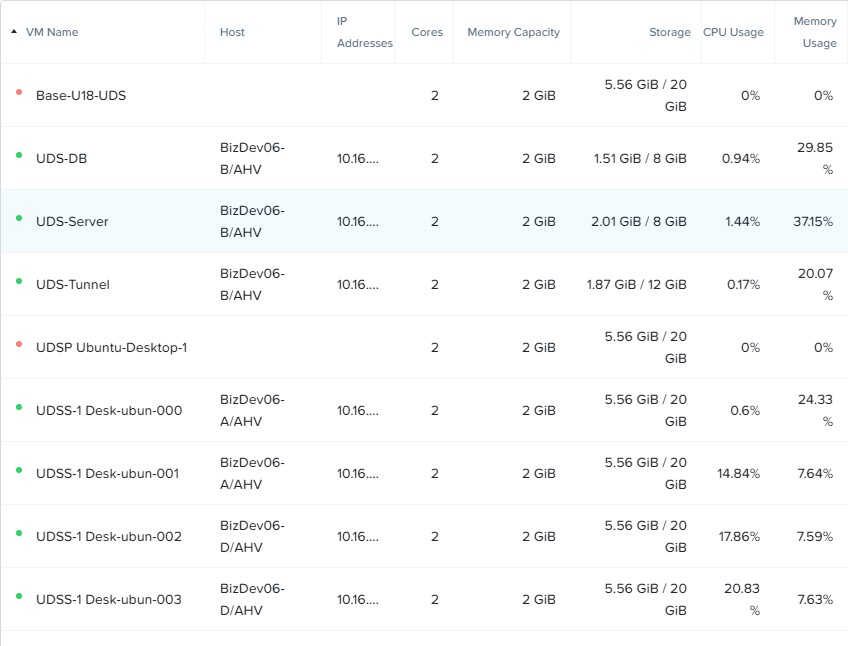 VM Name Host IP Addresses Cores Memory Capacity Storage CPU Usage Memory Usage
Base-U18-UDS 2 2 GiB 5.56 GiB / 20 GiB 0% 0%
UDS-DB BizDev06-B/AHV 10.16.... 2 2 GiB 1.51 GiB / 8 GiB 0.94% 29.85 %
UDS-Server BizDev06-B/AHV 10.16.... 2 2 GiB 2.01 GiB / 8 GiB 1.44% 37.15%
UDS-Tunnel BizDev06-B/AHV 10.16.... 2 2 GiB 1.87 GiB / 12 GiB 0.17% 20.07 %
UDSP Ubuntu-Desktop-1 2 2 GiB 5.56 GiB / 20 GiB 0% 0%
UDSS-1 Desk-ubun-000 BizDev06-A/AHV 10.16.... 2 2 GiB 5.56 GiB / 20 GiB 0.6% 24.33 %
UDSS-1 Desk-ubun-001 BizDev06-A/AHV 10.16.... 2 2 GiB 5.56 GiB / 20 GiB 14.84% 7.64%
UDSS-1 Desk-ubun-002 BizDev06-D/AHV 10.16.... 2 2 GiB 5.56 GiB / 20 GiB 17.86% 7.59%
UDSS-1 Desk-ubun-003 BizDev06-D/AHV 10.16.... 2 2 GiB 5.56 GiB / 20 GiB 20.83 % 7.63%